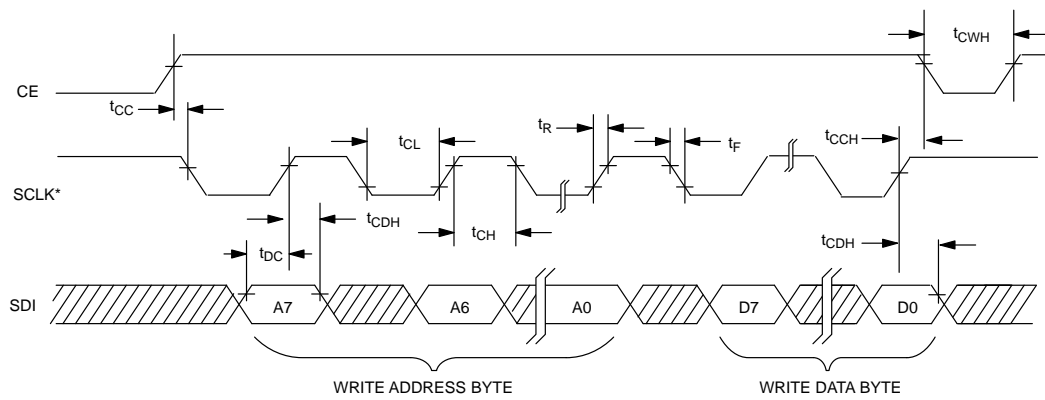 CE
tCC
tCWH
SCLK*
tCL
tR
tF
tCCH
tCDH
tDC
tCH
tCDH
SDI
A7
A6
A0
D7
D0
WRITE ADDRESS BYTE
WRITE DATA BYTE